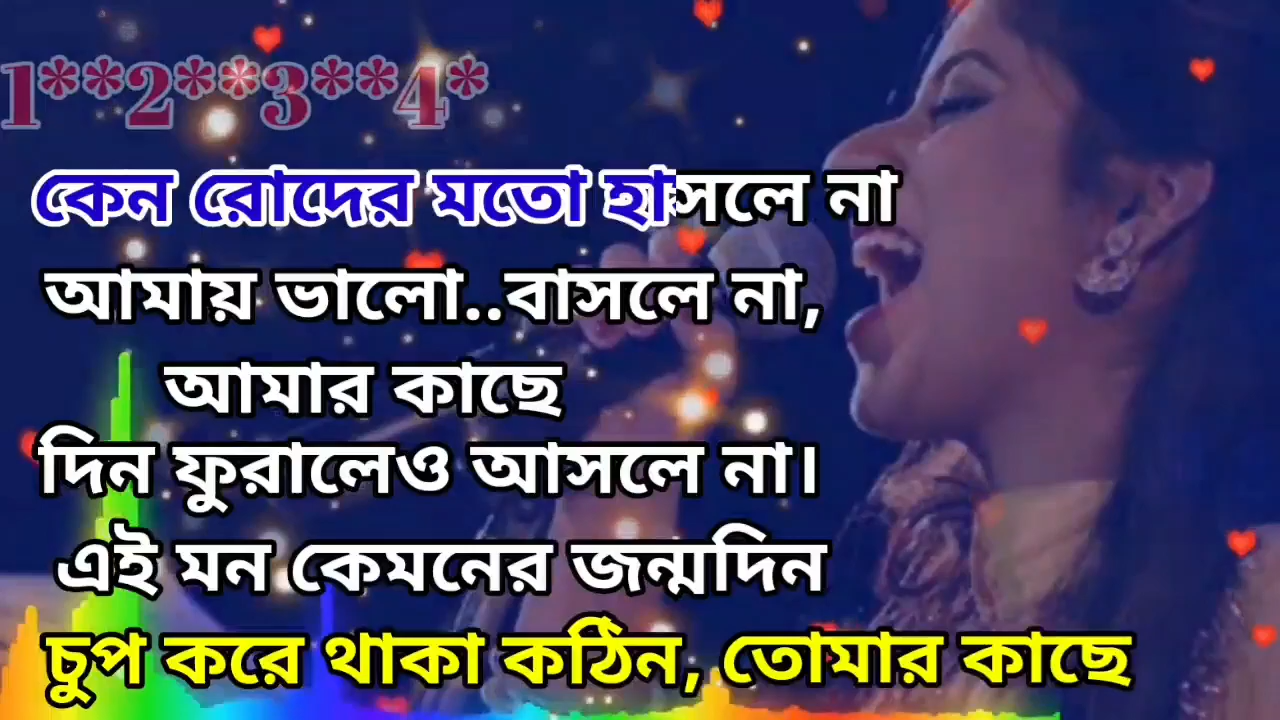 1**2**3**4*
কেন রোদের মতো হাসলে না
আমায় ভালো..বাসলে না,
আমার কাছে
দিন ফুরালেও আসলে না।
এই মন কেমনের জন্মদিন
চুপ করে থাকা কঠিন, তোমার কাছে